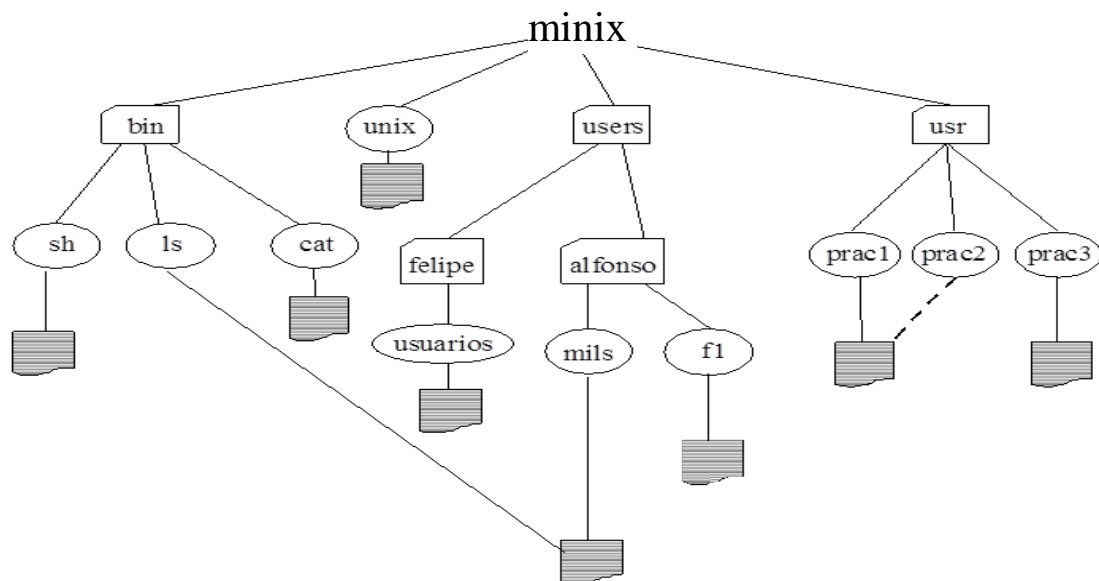 minix
bin
unix
users
usr
sh
ls
cat
felipe
alfonso
prac1
prac2
prac3
usuarios
mils
f1